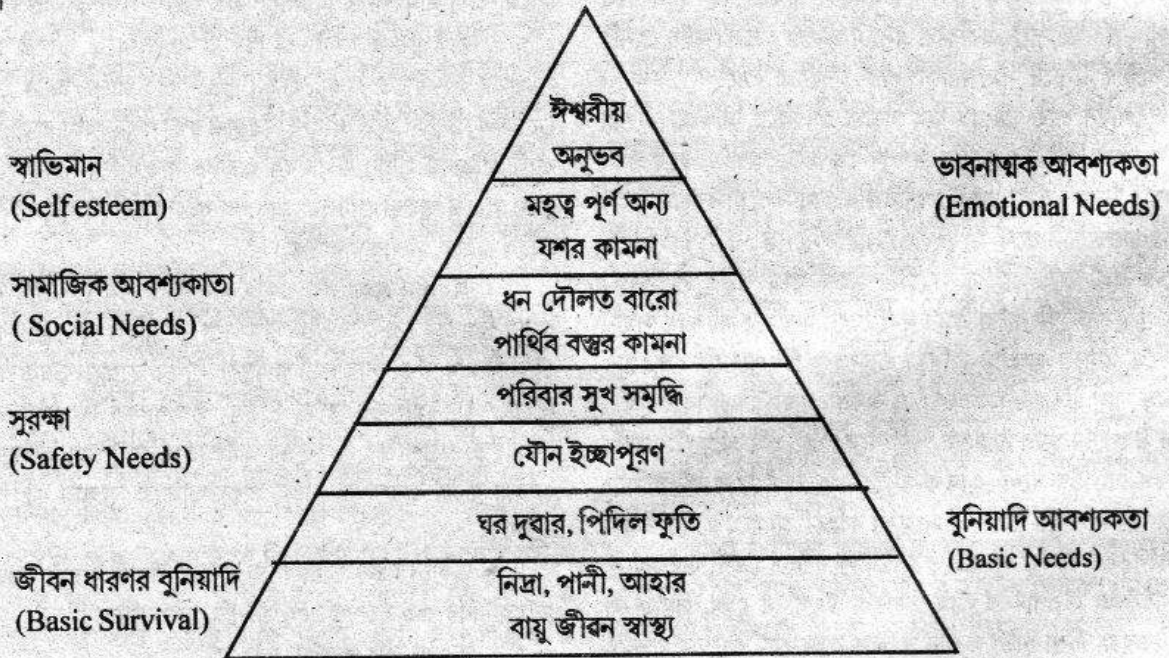 ঈশ্বরীয়
অনুভব
স্বাভিমান
(Self esteem)
ভাবনাত্মক আবশ্যকতা
(Emotional Needs)
মহত্ব পূর্ণ অন্য
যশর কামনা
সামাজিক আবশ্যকাতা
( Social Needs)
ধন দৌলত বারো
পার্থিব বস্তুর কামনা
পরিবার সুখ সমৃদ্ধি
সুরক্ষা
(Safety Needs)
যৌন ইচ্ছাপূরণ
ঘর দুৱার, পিদিল ফুতি
বুনিয়াদি আবশ্যকতা
(Basic Needs)
জীবন ধারণর বুনিয়াদি
(Basic Survival)
নিদ্রা, পানী, আহার
বায়ু জীৱন স্বাস্থ্য